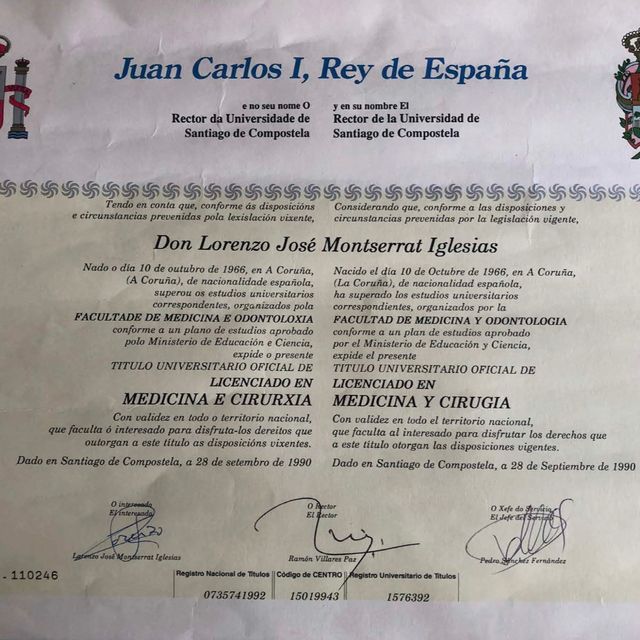 Juan Carlos I, Rey de España
e no seu nome O
Rector da Universidade de
Santiago de Compostela
y en su nombre El
Rector de la Universidad de
Santiago de Compostela
Tendo en conta que, conforme ás disposicións
e circunstancias prevenidas pola lexislación vixente,
Considerando que, conforme a las disposiciones y
circunstancias prevenidas por la legislación vigente,
Don Lorenzo José Montserrat Iglesias
Nado o día 10 de outubro de 1966, en A Coruña,
(A Coruña), de nacionalidade española,
superou os estudios universitarios
correspondentes, organizados pola
FACULTADE DE MEDICINA E ODONTOLOXIA
conforme a un plano de estudios aprobado
polo Ministerio de Educación e Ciencia,
expide o presente
TITULO UNIVERSITARIO OFICIAL DE
LICENCIADO EN
MEDICINA E CIRURXIA
Con validez en todo o territorio nacional,
que faculta ó interesado para disfruta-los dereitos que
outorgan a este título as disposicións vixentes.
Dado en Santiago de Compostela, a 28 de setembro de 1990
Nacido el día 10 de Octubre de 1966, en A Coruña,
(La Coruña), de nacionalidad española,
ha superado los estudios universitarios
correspondientes, organizados por la
FACULTAD DE MEDICINA Y ODONTOLOGIA
conforme a un plan de estudios aprobado
por el Ministerio de Educación y Ciencia,
expide el presente
TITULO UNIVERSITARIO OFICIAL DE
LICENCIADO EN
MEDICINA Y CIRUGIA
Con validez en todo el territorio nacional,
que faculta al interesado para disfrutar los derechos que
a este título otorgan las disposiciones vigentes.
Dado en Santiago de Compostela, a 28 de Septiembre de 1990
O interesado
El interesado
Lorenzo
Lorenzo José Montserrat Iglesias
O Rector
El Rector
Ramón Villares Paz
O Xefe do Servicio
El Jefe del Servicio
Pedro Sánchez Fernández
- 110246
Registro Nacional de Títulos
0735741992
Código de CENTRO
15019943
Registro Universitario de Títulos
1576392